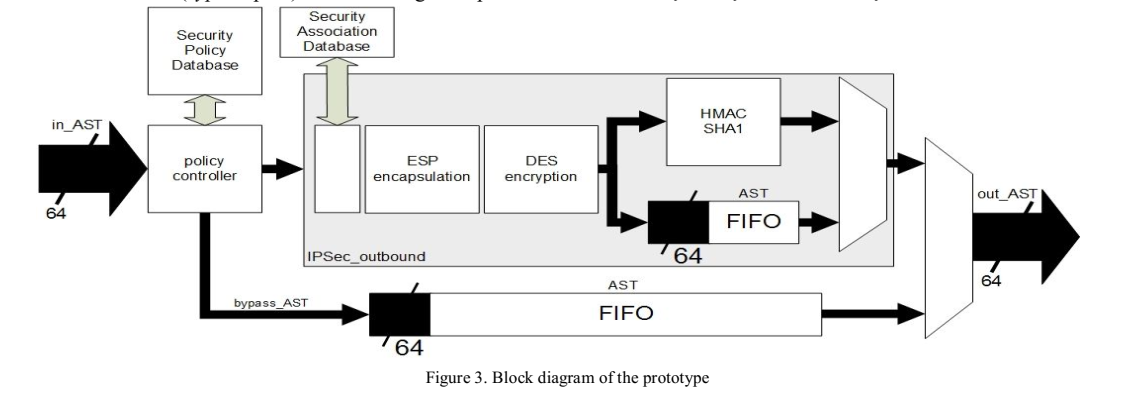 Security
Policy
Database
Security
Association
Database
in_AST
64
policy
controller
ESP
encapsulation
DES
encryption
HMAC
SHA1
AST
FIFO
64
IPSec_outbound
out_AST
64
bypass_AST
AST
FIFO
64
Figure 3. Block diagram of the prototype